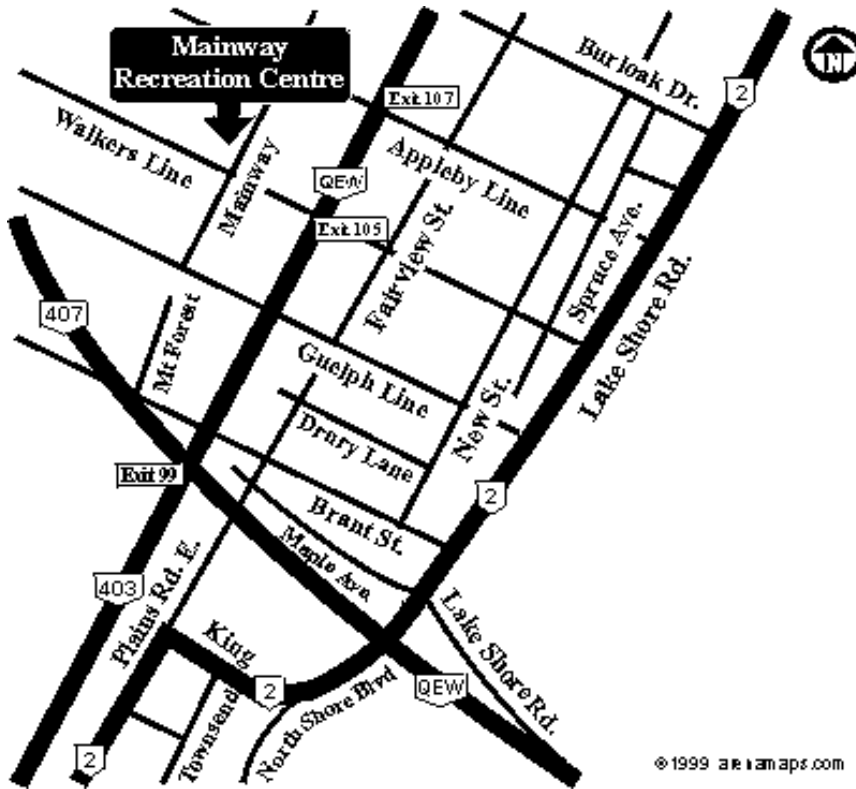 Mainway
Recreation Centre
N
Burloak Dr.
2
Exit 107
Walkers Line
Mainway
Appleby Line
QEW
Exit 105
Fairview St.
Spruce Ave.
Lake Shore Rd.
407
Mt Forest
Guelph Line
New St.
Drury Lane
Exit 99
2
Brant St.
Maple Ave.
403
Plains Rd. E.
King
Lake Shore Rd.
2
QEW
North Shore Blvd
Townsend
2
©1999 arenamaps.com